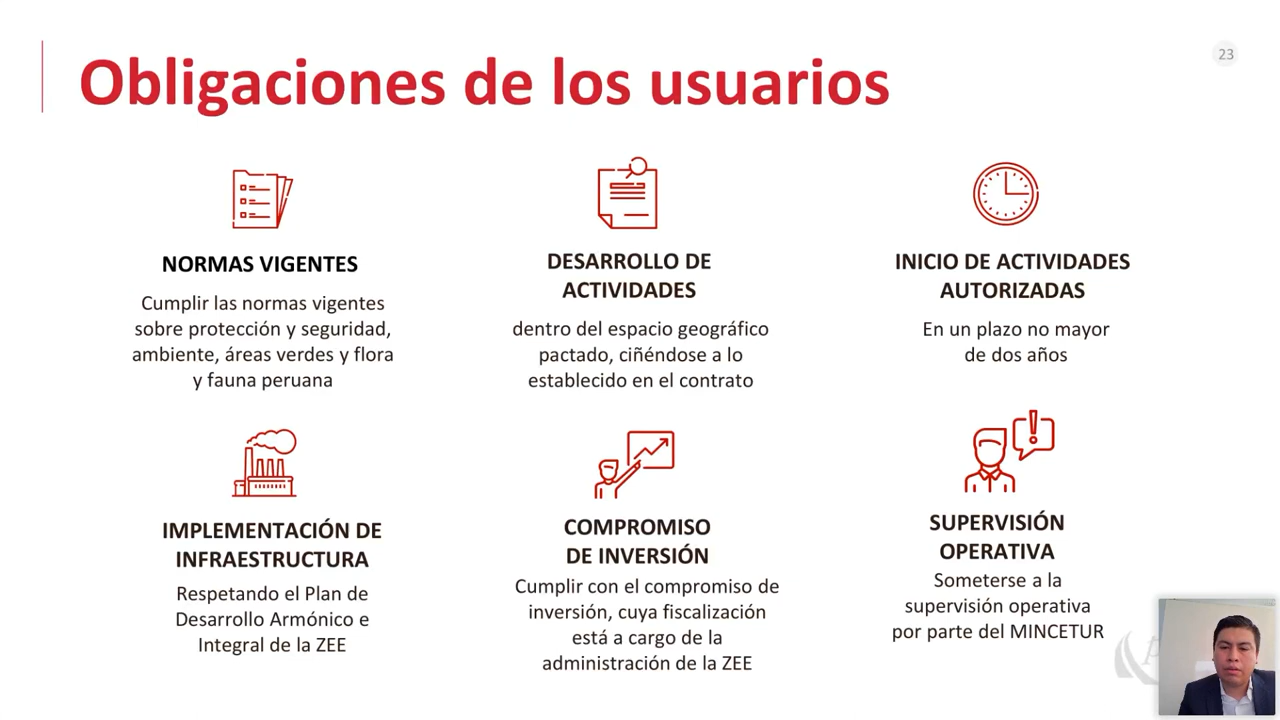 23
Obligaciones de los usuarios
NORMAS VIGENTES
Cumplir las normas vigentes
sobre protección y seguridad,
ambiente, áreas verdes y flora
y fauna peruana
DESARROLLO DE
ACTIVIDADES
dentro del espacio geográfico
pactado, ciñéndose a lo
establecido en el contrato
INICIO DE ACTIVIDADES
AUTORIZADAS
En un plazo no mayor
de dos años
IMPLEMENTACIÓN DE
INFRAESTRUCTURA
Respetando el Plan de
Desarrollo Armónico e
Integral de la ZEE
COMPROMISO
DE INVERSIÓN
Cumplir con el compromiso de
inversión, cuya fiscalización
está a cargo de la
administración de la ZEE
SUPERVISIÓN
OPERATIVA
Someterse a la
supervisión operativa
por parte del MINCETUR